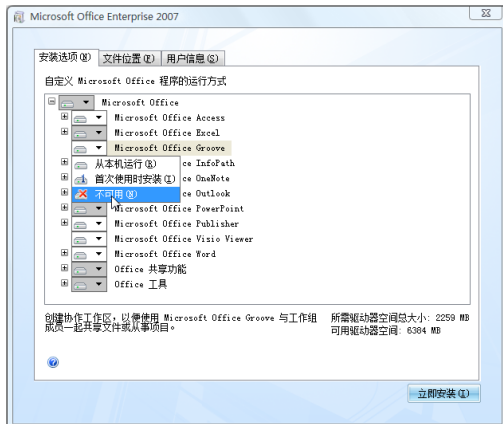 Microsoft Office Enterprise 2007
安装选项(N) 文件位置(F) 用户信息(S)
自定义 Microsoft Office 程序的运行方式
Microsoft Office
Microsoft Office Access
Microsoft Office Excel
Microsoft Office Groove
从本机运行(R) ce InfoPath
首次使用时安装(I) ce OneNote
不可用(N) ce Outlook
Microsoft Office PowerPoint
Microsoft Office Publisher
Microsoft Office Visio Viewer
Microsoft Office Word
Office 共享功能
Office 工具
创建协作工作区，以便使用 Microsoft Office Groove 与工作组 所需驱动器空间总大小: 2259 MB
成员一起共享文件或从事项目。 可用驱动器空间: 6384 MB
立即安装(I)